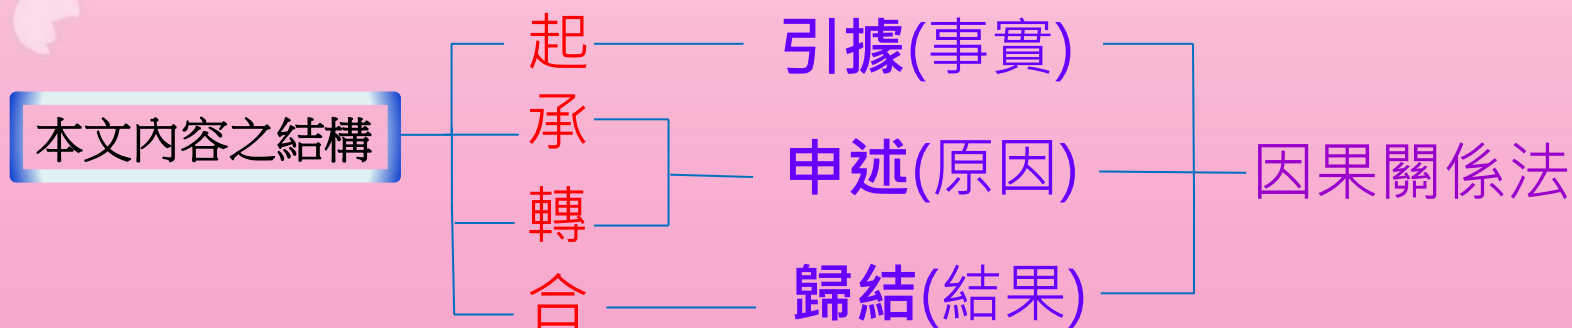 起
引據(事實)
承
本文內容之結構
申述(原因)
因果關係法
轉
合
歸結(結果)